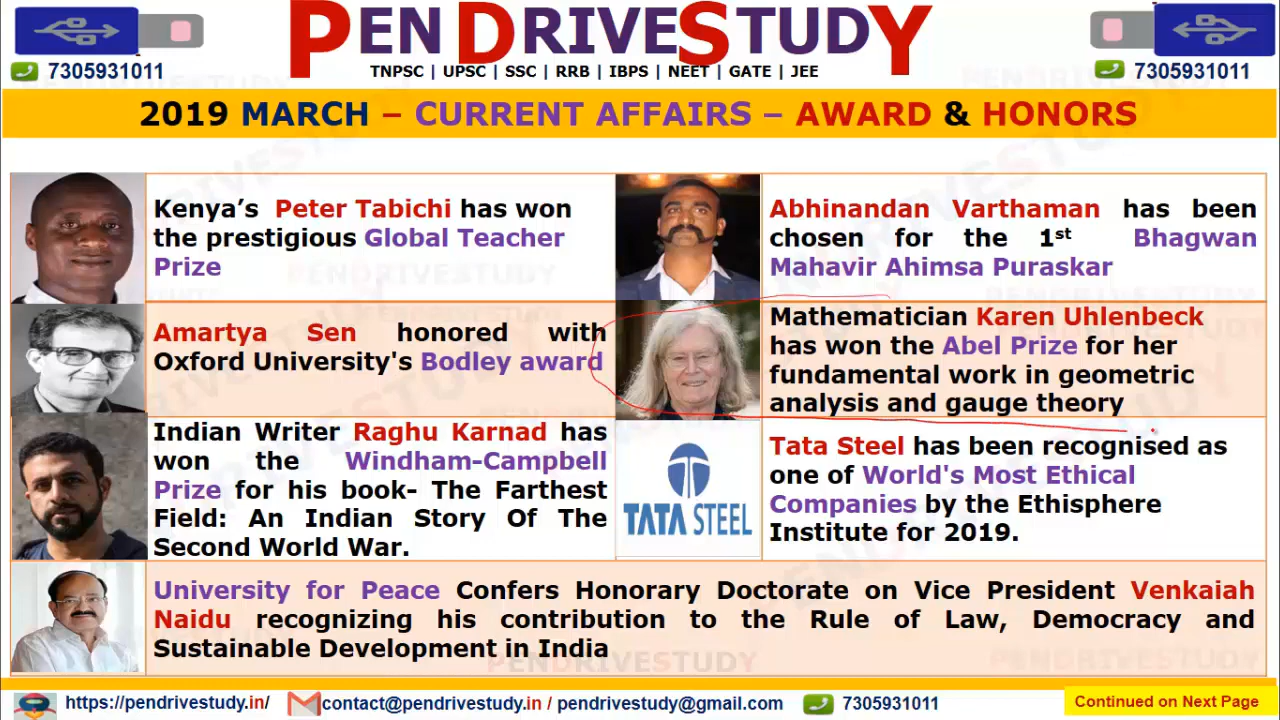 PENDRIVESTUDY
TNPSC | UPSC | SSC | RRB | IBPS | NEET | GATE | JEE
7305931011
7305931011
2019 MARCH – CURRENT AFFAIRS – AWARD & HONORS
Kenya’s Peter Tabichi has won
the prestigious Global Teacher
Prize
Abhinandan Varthaman has been
chosen for the 1st Bhagwan
Mahavir Ahimsa Puraskar
Amartya Sen honored with
Oxford University's Bodley award
Mathematician Karen Uhlenbeck
has won the Abel Prize for her
fundamental work in geometric
analysis and gauge theory
Indian Writer Raghu Karnad has
won the Windham-Campbell
Prize for his book- The Farthest
Field: An Indian Story Of The
Second World War.
TATA STEEL
Tata Steel has been recognised as
one of World's Most Ethical
Companies by the Ethisphere
Institute for 2019.
University for Peace Confers Honorary Doctorate on Vice President Venkaiah
Naidu recognizing his contribution to the Rule of Law, Democracy and
Sustainable Development in India
https://pendrivestudy.in/
contact@pendrivestudy.in / pendrivestudy@gmail.com
7305931011
Continued on Next Page